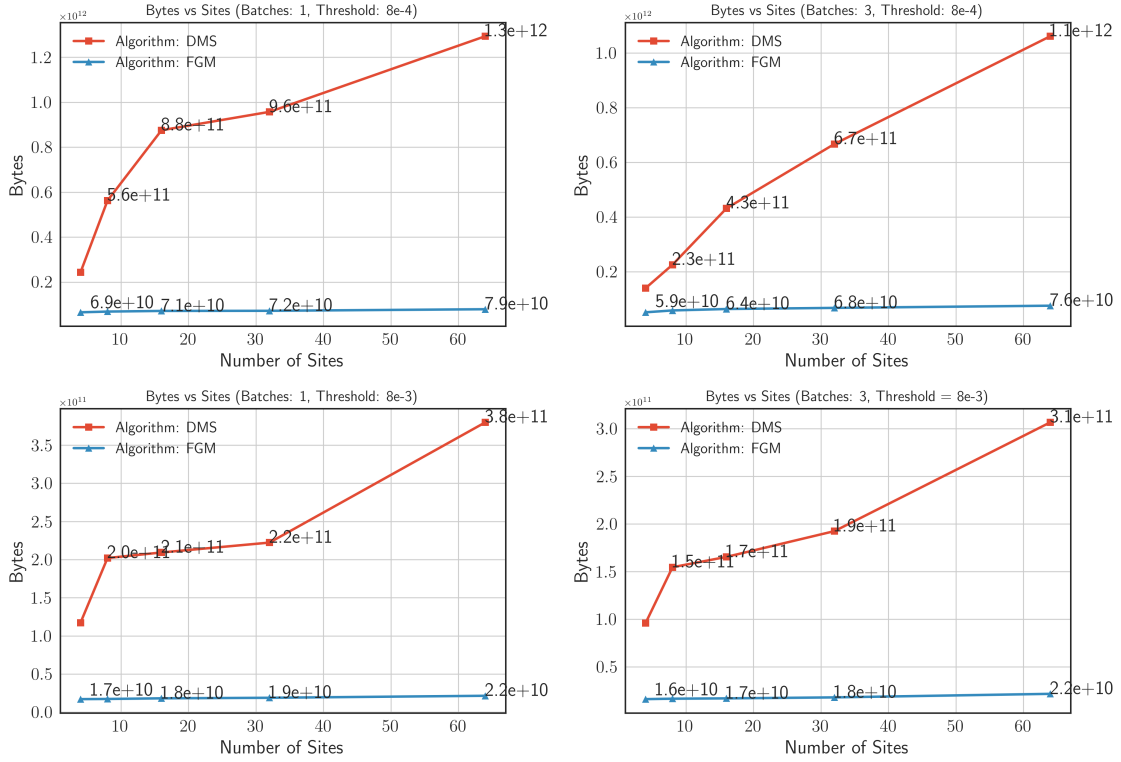 Bytes vs Sites (Batches: 1, Threshold: 8e-4)
×10¹²
Algorithm: DMS
Algorithm: FGM
1.2
1.0
0.8
0.6
0.4
0.2
Bytes
5.6e+11
8.8e+11
9.6e+11
1.3e+12
6.9e+10
7.1e+10
7.2e+10
7.9e+10
10 20 30 40 50 60
Number of Sites
Bytes vs Sites (Batches: 3, Threshold: 8e-4)
×10¹²
Algorithm: DMS
Algorithm: FGM
1.0
0.8
0.6
0.4
0.2
Bytes
2.3e+11
4.3e+11
6.7e+11
1.1e+12
5.9e+10
6.4e+10
6.8e+10
7.6e+10
10 20 30 40 50 60
Number of Sites
Bytes vs Sites (Batches: 1, Threshold: 8e-3)
×10¹¹
Algorithm: DMS
Algorithm: FGM
3.5
3.0
2.5
2.0
1.5
1.0
0.5
0.0
Bytes
2.0e+11
2.1e+11
2.2e+11
3.8e+11
1.7e+10
1.8e+10
1.9e+10
2.2e+10
10 20 30 40 50 60
Number of Sites
Bytes vs Sites (Batches: 3, Threshold = 8e-3)
×10¹¹
Algorithm: DMS
Algorithm: FGM
3.0
2.5
2.0
1.5
1.0
0.5
Bytes
1.5e+11
1.7e+11
1.9e+11
3.1e+11
1.6e+10
1.7e+10
1.8e+10
2.2e+10
10 20 30 40 50 60
Number of Sites